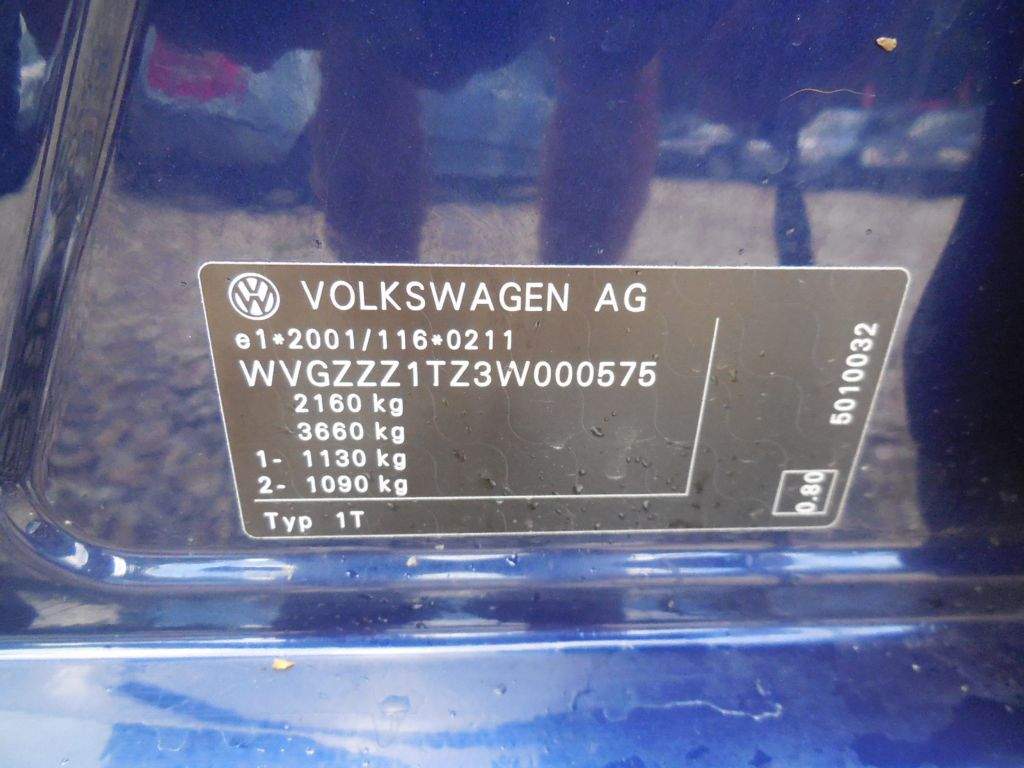 VOLKSWAGEN AG
e1*2001/116*0211
WVGZZZ1TZ3W000575
2160 kg
3660 kg
1- 1130 kg
2- 1090 kg
Typ 1T
5010032
0.80